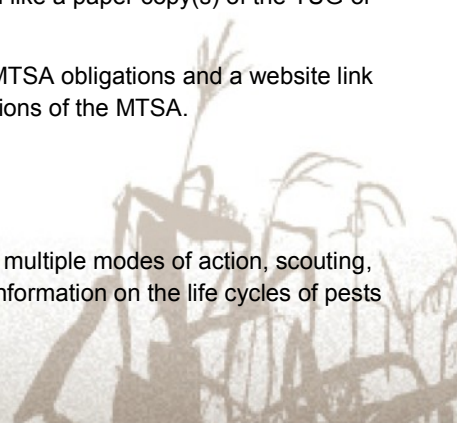 like a paper copy(s) of the TUG or
MTSA obligations and a website link
ions of the MTSA.
multiple modes of action, scouting,
nformation on the life cycles of pests